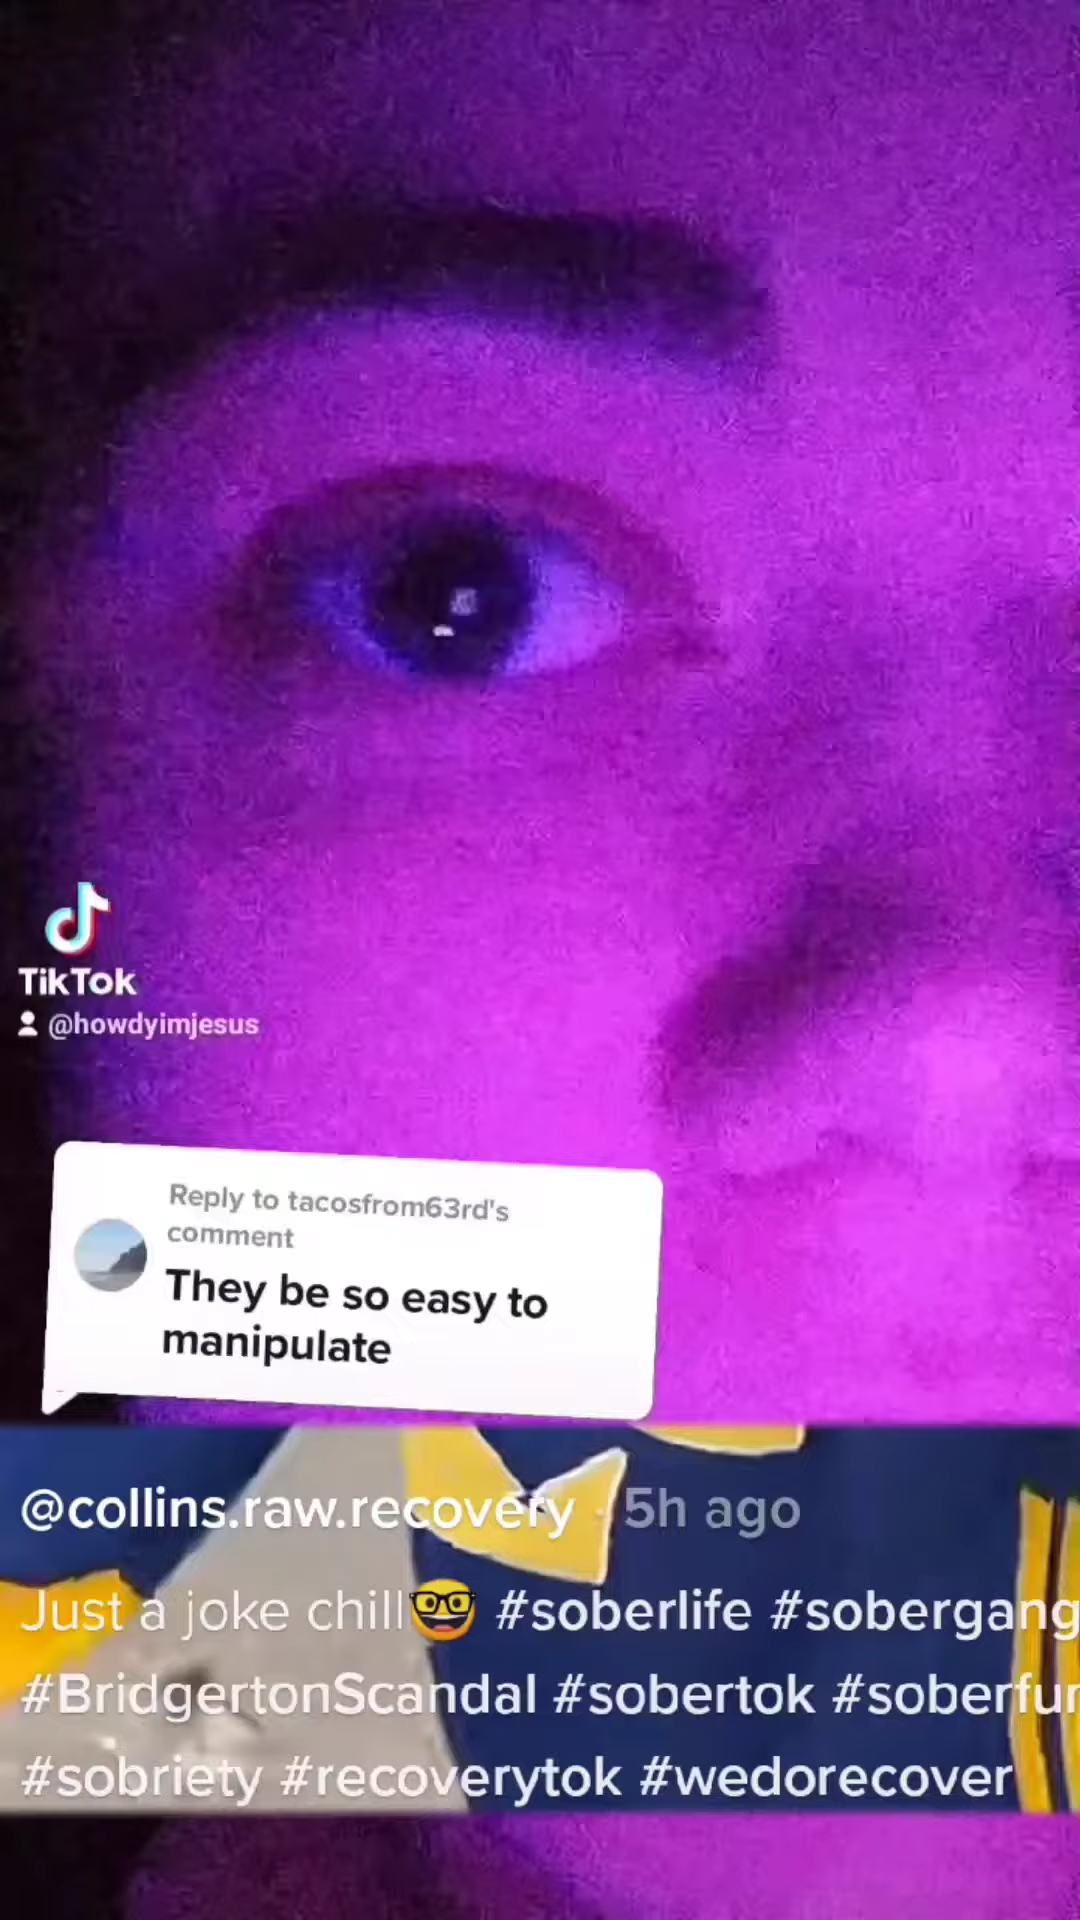 TikTok
@howdyimjesus
Reply to tacosfrom63rd's
comment
They be so easy to
manipulate
@collins.raw.recovery · 5h ago
Just a joke chill🤓 #soberlife #sobergang
#BridgertonScandal #sobertok #soberfun
#sobriety #recoverytok #wedorecover